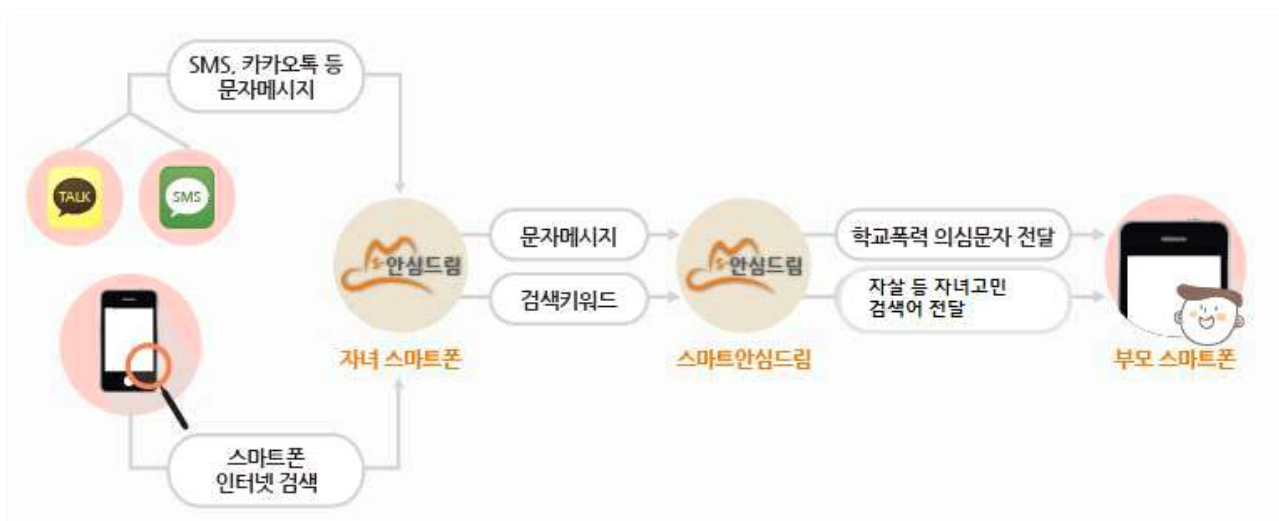 SMS, 카카오톡 등
문자메시지
TALK
SMS
S-안심드림
자녀 스마트폰
스마트폰
인터넷 검색
문자메시지
검색키워드
S-안심드림
스마트안심드림
학교폭력 의심문자 전달
자살 등 자녀고민
검색어 전달
부모 스마트폰